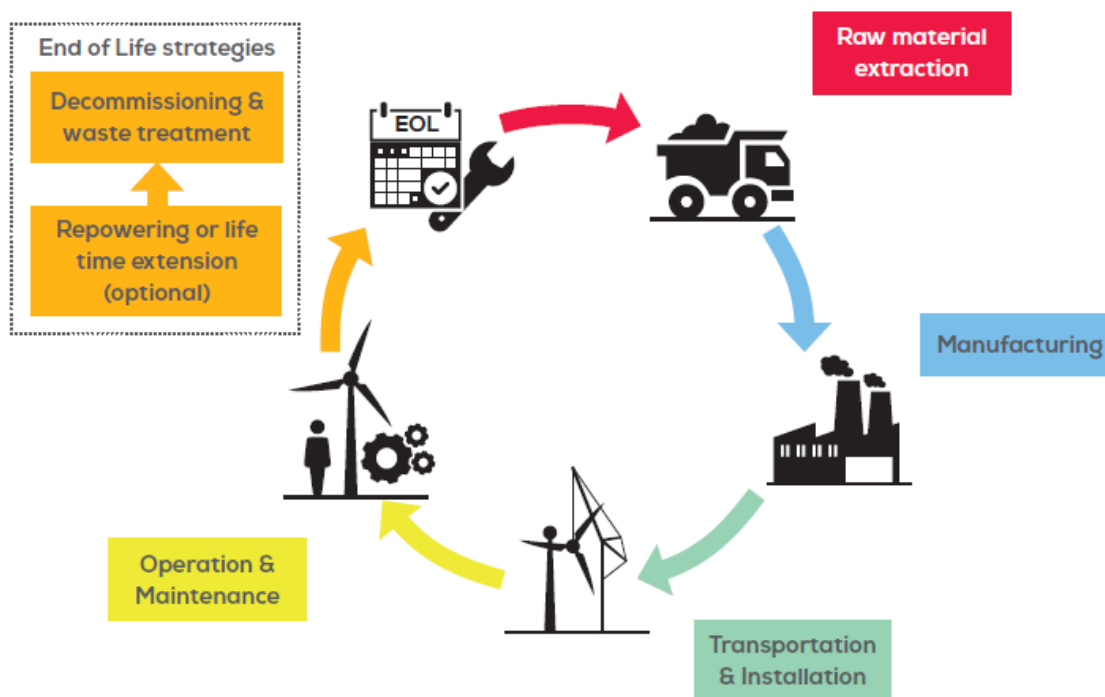 End of Life strategies
Decommissioning &
waste treatment
Repowering or life
time extension
(optional)
EOL
Raw material
extraction
Manufacturing
Transportation
& Installation
Operation &
Maintenance